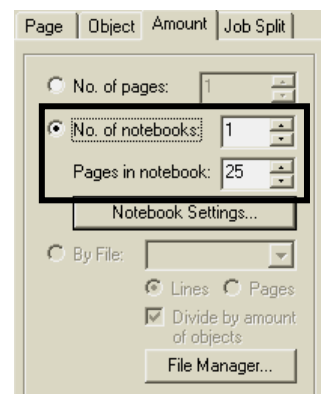 Page Object Amount Job Split
No. of pages: 1
No. of notebooks: 1
Pages in notebook: 25
Notebook Settings...
By File:
Lines Pages
Divide by amount
of objects
File Manager...